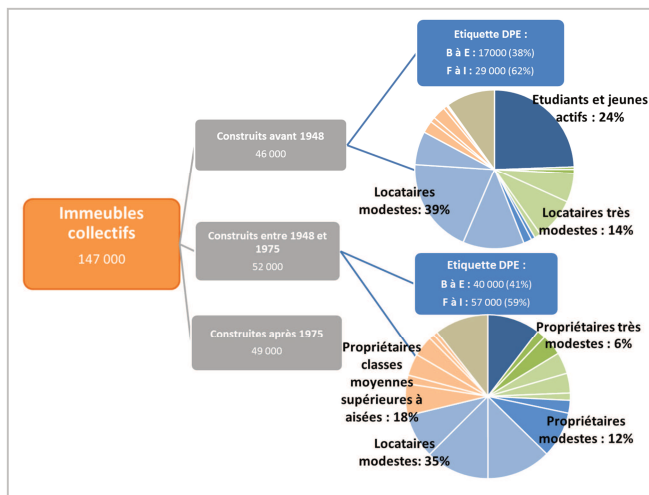 Immeubles
collectifs
147 000
Construits avant 1948
46 000
Construits entre 1948 et
1975
52 000
Construites après 1975
49 000
Etiquette DPE :
B à E : 17000 (38%)
F à I : 29 000 (62%)
Etudiants et jeunes
actifs : 24%
Locataires
modestes: 39%
Locataires très
modestes : 14%
Etiquette DPE :
B à E : 40 000 (41%)
F à I : 57 000 (59%)
Propriétaires très
modestes : 6%
Propriétaires
classes
moyennes
supérieures à
aisées: 18%
Propriétaires
modestes : 12%
Locataires
modestes: 35%